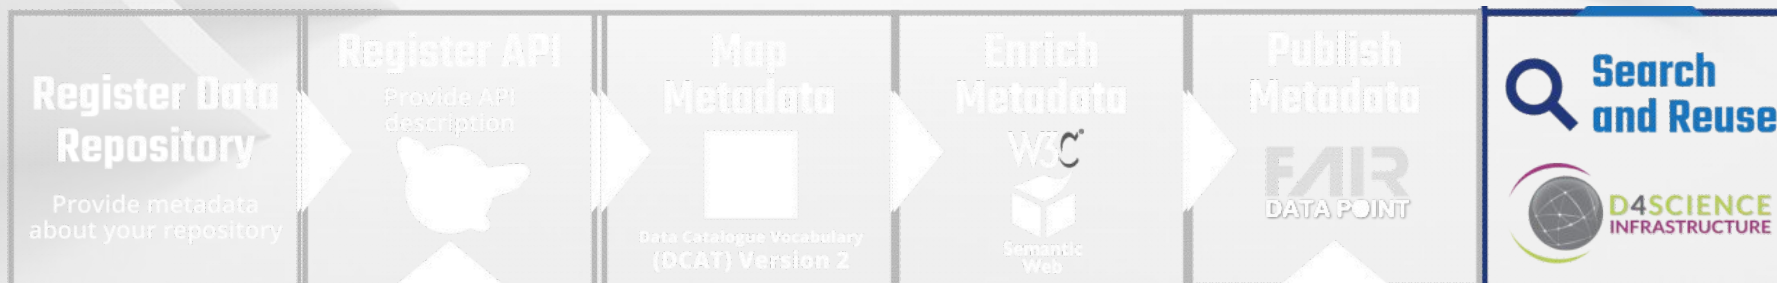 Register Data
Repository
Provide metadata
about your repository
Register API
Provide API
description
Map
Metadata
Data Catalogue Vocabulary
(DCAT) Version 2
Enrich
Metadata
W3C
Semantic
Web
Publish
Metadata
FAIR
DATA POINT
Search
and Reuse
D4SCIENCE
INFRASTRUCTURE